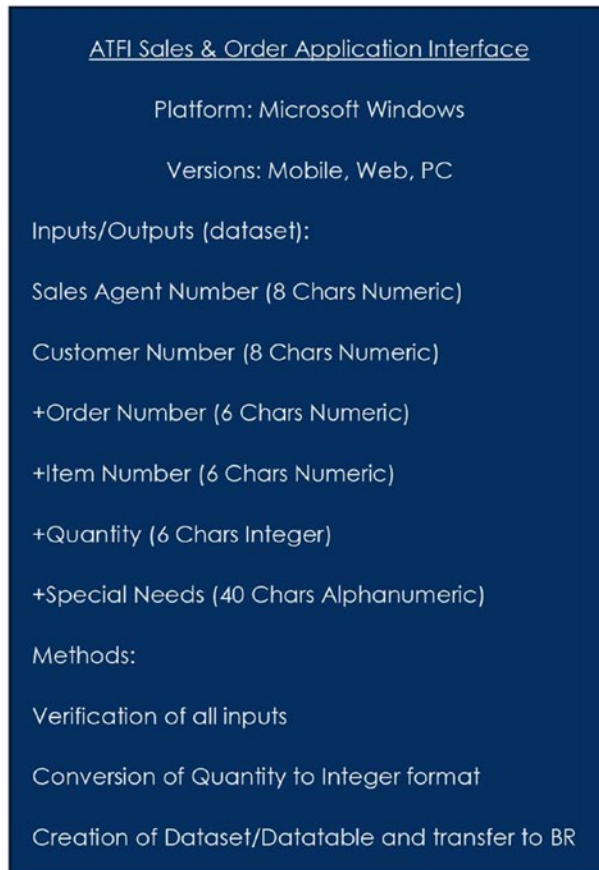 ATFI Sales & Order Application Interface
Platform: Microsoft Windows
Versions: Mobile, Web, PC
Inputs/Outputs (dataset):
Sales Agent Number (8 Chars Numeric)
Customer Number (8 Chars Numeric)
+Order Number (6 Chars Numeric)
+Item Number (6 Chars Numeric)
+Quantity (6 Chars Integer)
+Special Needs (40 Chars Alphanumeric)
Methods:
Verification of all inputs
Conversion of Quantity to Integer format
Creation of Dataset/Datatable and transfer to BR